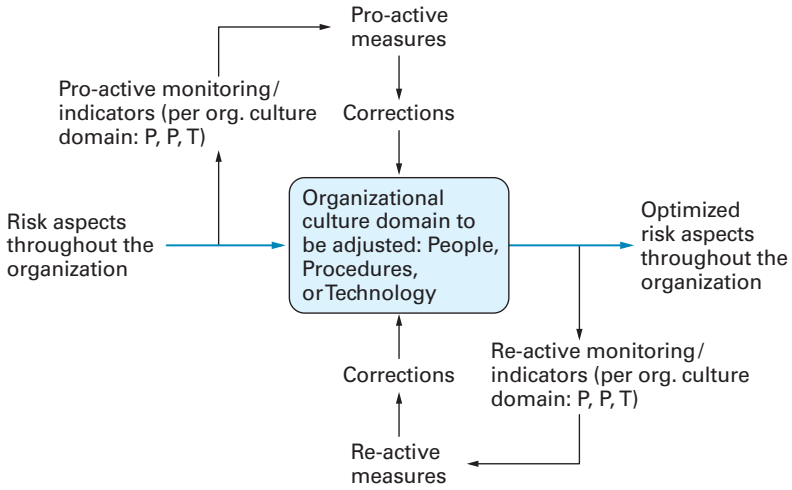 Pro-active
measures
Pro-active monitoring/
indicators (per org. culture
domain: P, P, T)
Corrections
Risk aspects
throughout the
organization
Organizational
culture domain to
be adjusted: People,
Procedures,
or Technology
Optimized
risk aspects
throughout the
organization
Corrections
Re-active monitoring/
indicators (per org. culture
domain: P, P, T)
Re-active
measures